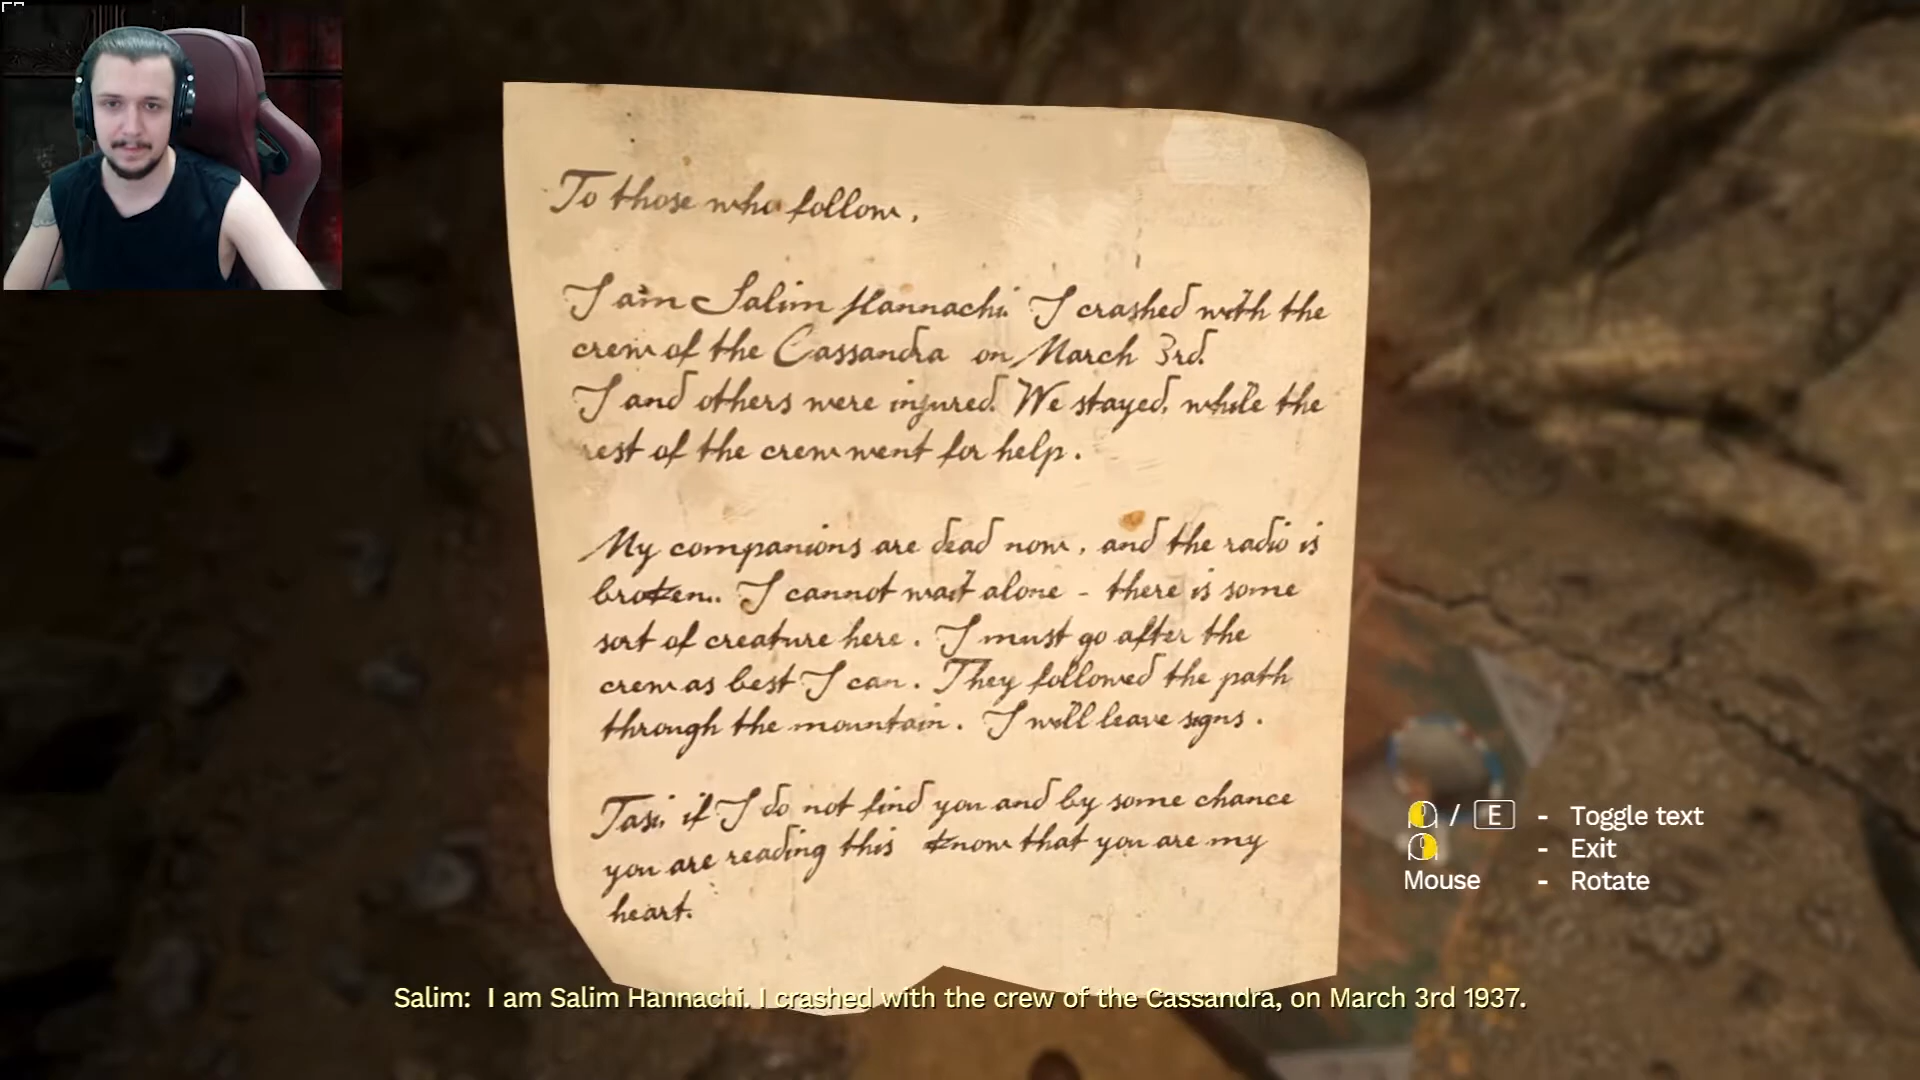 To those who follow,
I am Salim Hannachi. I crashed with the
crew of the Cassandra on March 3rd.
I and others were injured. We stayed, while the
rest of the crew went for help.
My companions are dead now, and the radio is
broken. I cannot wait alone - there is some
sort of creature here. I must go after the
crew as best I can. They followed the path
through the mountain. I will leave signs.
Tasi, if I do not find you and by some chance
you are reading this know that you are my
heart.
/ E - Toggle text
- Exit
Mouse - Rotate
Salim: I am Salim Hannachi. I crashed with the crew of the Cassandra, on March 3rd 1937.